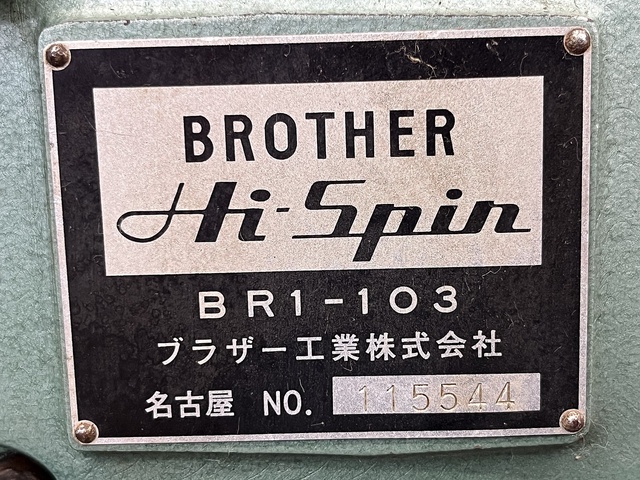 BROTHER
Hi-Spin
BR1-103
ブラザー工業株式会社
名古屋 NO. 115544